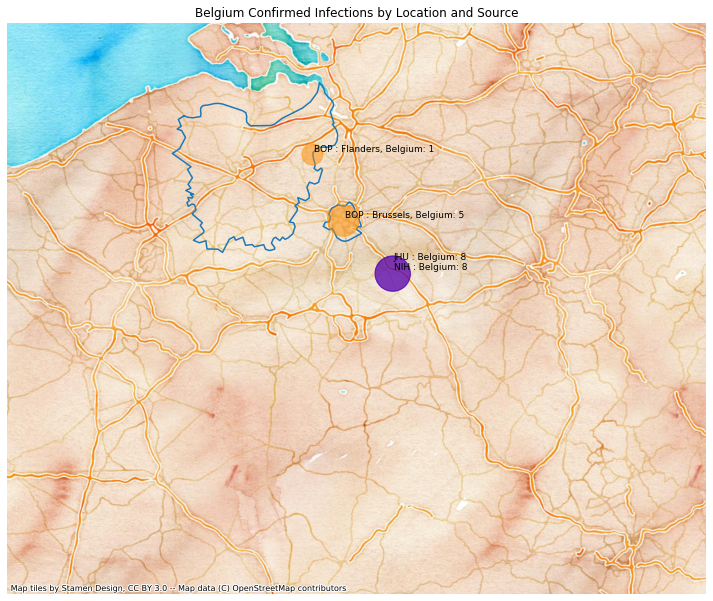 Belgium Confirmed Infections by Location and Source
BOP : Flanders, Belgium: 1
BOP : Brussels, Belgium: 5
JHU : Belgium: 8
NIH : Belgium: 8
Map tiles by Stamen Design, CC BY 3.0 -- Map data (C) OpenStreetMap contributors